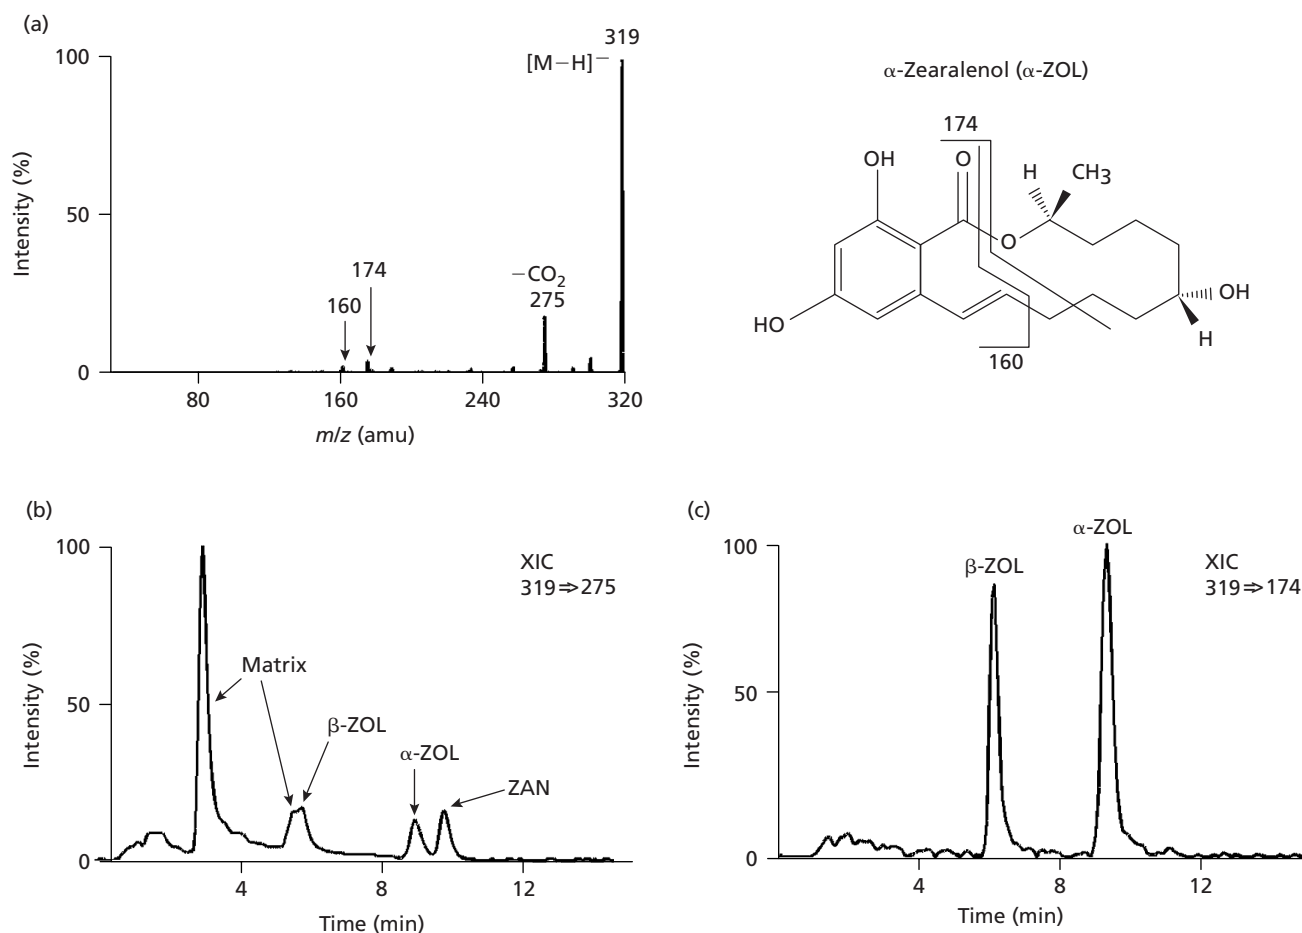 (a)
319
100
[M−H]−
50
−CO2
275
174
160
0
80
160
240
320
Intensity (%)
m/z (amu)
α-Zearalenol (α-ZOL)
174
OH
O
H
CH3
O
OH
H
HO
160
(b)
100
XIC
319⇒275
Matrix
50
β-ZOL
α-ZOL
ZAN
0
4
8
12
Intensity (%)
Time (min)
(c)
α-ZOL
100
XIC
β-ZOL
319⇒174
50
0
4
8
12
Intensity (%)
Time (min)